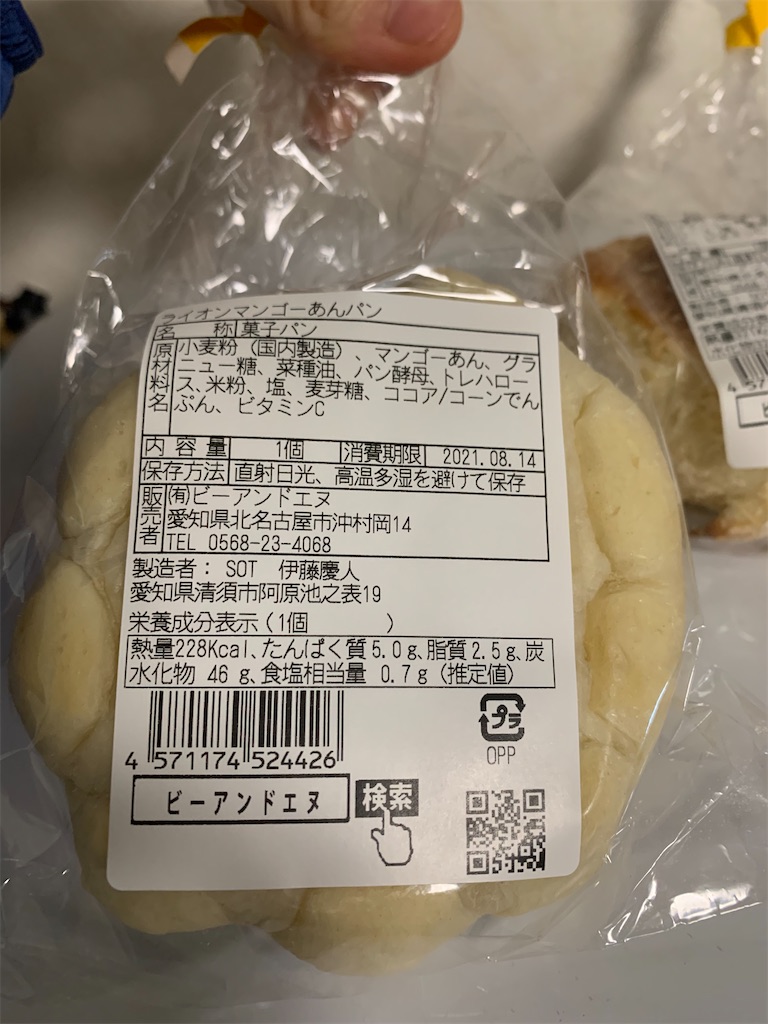 ライオンマンゴーあんパン
名　称 菓子パン
原材料名 小麦粉（国内製造）、マンゴーあん、グラ
ニュー糖、菜種油、パン酵母、トレハロー
ス、米粉、塩、麦芽糖、ココア/コーンでん
ぷん、ビタミンC
内容量 1個 消費期限 2021.08.14
保存方法 直射日光、高温多湿を避けて保存
販売者 ㈲ビーアンドエヌ
愛知県北名古屋市沖村岡14
TEL 0568-23-4068
製造者： SOT　伊藤慶人
愛知県清須市阿原池之表19
栄養成分表示（1個　　　　）
熱量228Kcal、たんぱく質5.0g、脂質2.5g、炭
水化物 46g、食塩相当量 0.7g（推定値）
プラ
OPP
4 571174 524426
ビーアンドエヌ 検索